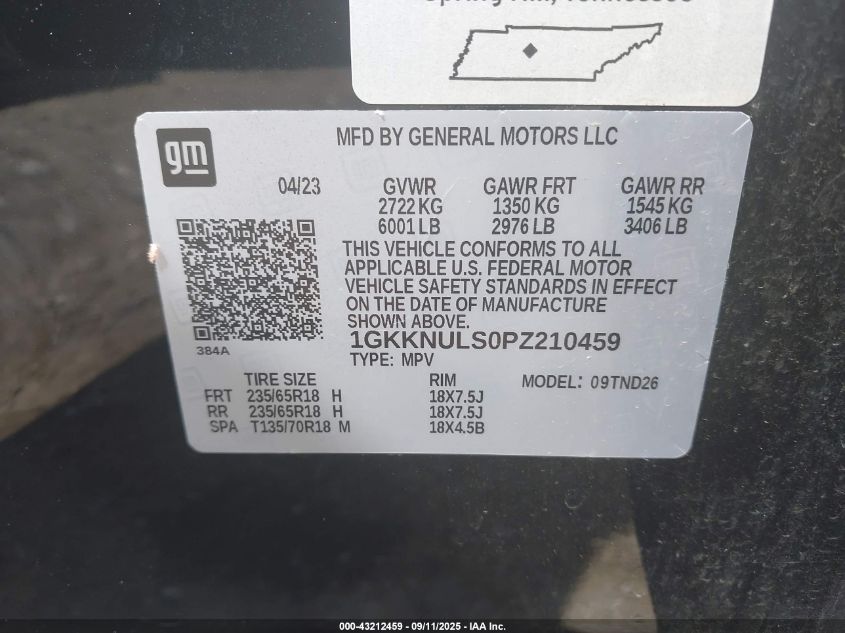 Spring Hill, Tennessee
MFD BY GENERAL MOTORS LLC
gm
04/23 GVWR GAWR FRT GAWR RR
2722 KG 1350 KG 1545 KG
6001 LB 2976 LB 3406 LB
THIS VEHICLE CONFORMS TO ALL
APPLICABLE U.S. FEDERAL MOTOR
VEHICLE SAFETY STANDARDS IN EFFECT
ON THE DATE OF MANUFACTURE
SHOWN ABOVE.
384A
1GKKNULS0PZ210459
TYPE: MPV
TIRE SIZE RIM MODEL: 09TND26
FRT 235/65R18 H 18X7.5J
RR 235/65R18 H 18X7.5J
SPA T135/70R18 M 18X4.5B
000-43212459 - 09/11/2025 - IAA Inc.